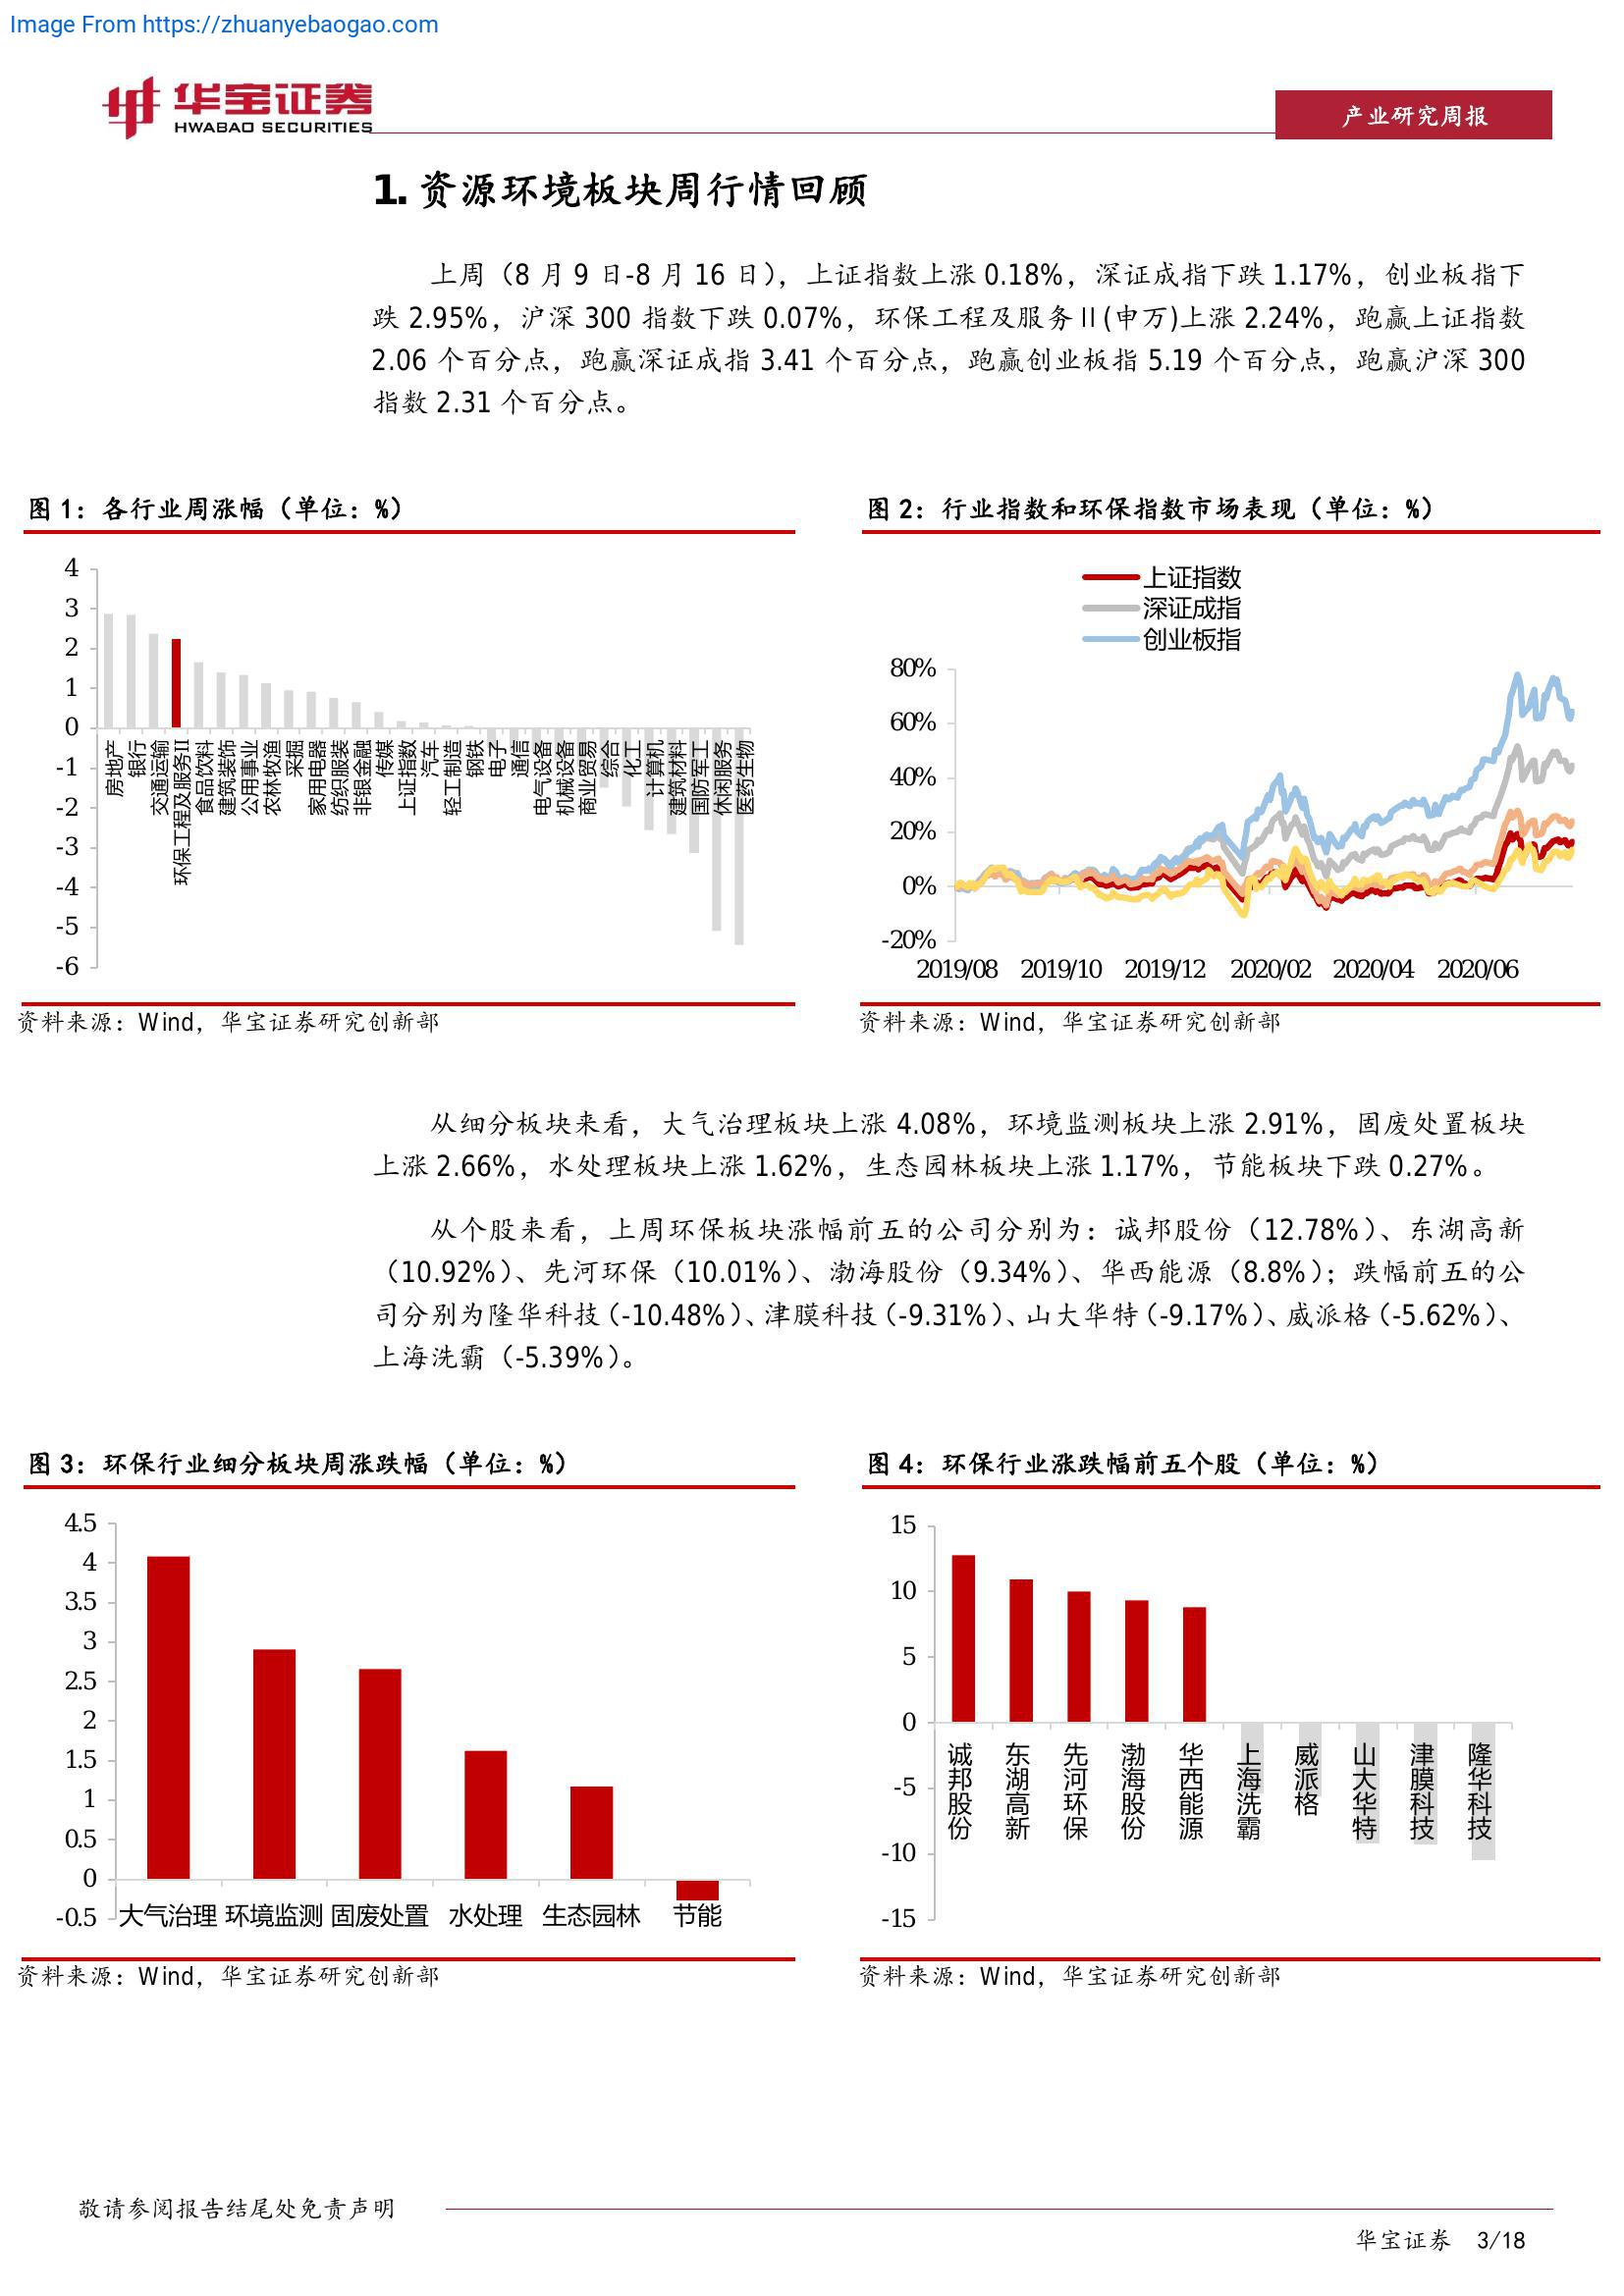 Image From https://zhuanyebaogao.com
华宝证券
HWABAO SECURITIES
产业研究周报
1. 资源环境板块周行情回顾
上周（8 月 9 日-8 月 16 日），上证指数上涨 0.18%，深证成指下跌 1.17%，创业板指下
跌 2.95%，沪深 300 指数下跌 0.07%，环保工程及服务Ⅱ(申万)上涨 2.24%，跑赢上证指数
2.06 个百分点，跑赢深证成指 3.41 个百分点，跑赢创业板指 5.19 个百分点，跑赢沪深 300
指数 2.31 个百分点。
图 1：各行业周涨幅（单位：%）
4
3
2
1
0
-1
-2
-3
-4
-5
-6
房地产
银行
交通运输
环保工程及服务II
食品饮料
建筑装饰
公用事业
农林牧渔
采掘
家用电器
纺织服装
非银金融
传媒
上证指数
汽车
轻工制造
钢铁
电子
通信
电气设备
机械设备
商业贸易
综合
化工
计算机
建筑材料
国防军工
休闲服务
医药生物
资料来源：Wind，华宝证券研究创新部
图 2：行业指数和环保指数市场表现（单位：%）
上证指数
深证成指
创业板指
80%
60%
40%
20%
0%
-20%
2019/08 2019/10 2019/12 2020/02 2020/04 2020/06
资料来源：Wind，华宝证券研究创新部
从细分板块来看，大气治理板块上涨 4.08%，环境监测板块上涨 2.91%，固废处置板块
上涨 2.66%，水处理板块上涨 1.62%，生态园林板块上涨 1.17%，节能板块下跌 0.27%。
从个股来看，上周环保板块涨幅前五的公司分别为：诚邦股份（12.78%）、东湖高新
（10.92%）、先河环保（10.01%）、渤海股份（9.34%）、华西能源（8.8%）；跌幅前五的公
司分别为隆华科技（-10.48%）、津膜科技（-9.31%）、山大华特（-9.17%）、威派格（-5.62%）、
上海洗霸（-5.39%）。
图 3：环保行业细分板块周涨跌幅（单位：%）
4.5
4
3.5
3
2.5
2
1.5
1
0.5
0
-0.5
大气治理 环境监测 固废处置 水处理 生态园林 节能
资料来源：Wind，华宝证券研究创新部
图 4：环保行业涨跌幅前五个股（单位：%）
15
10
5
0
-5
-10
-15
诚邦股份
东湖高新
先河环保
渤海股份
华西能源
上海洗霸
威派格
山大华特
津膜科技
隆华科技
资料来源：Wind，华宝证券研究创新部
敬请参阅报告结尾处免责声明
华宝证券 3/18